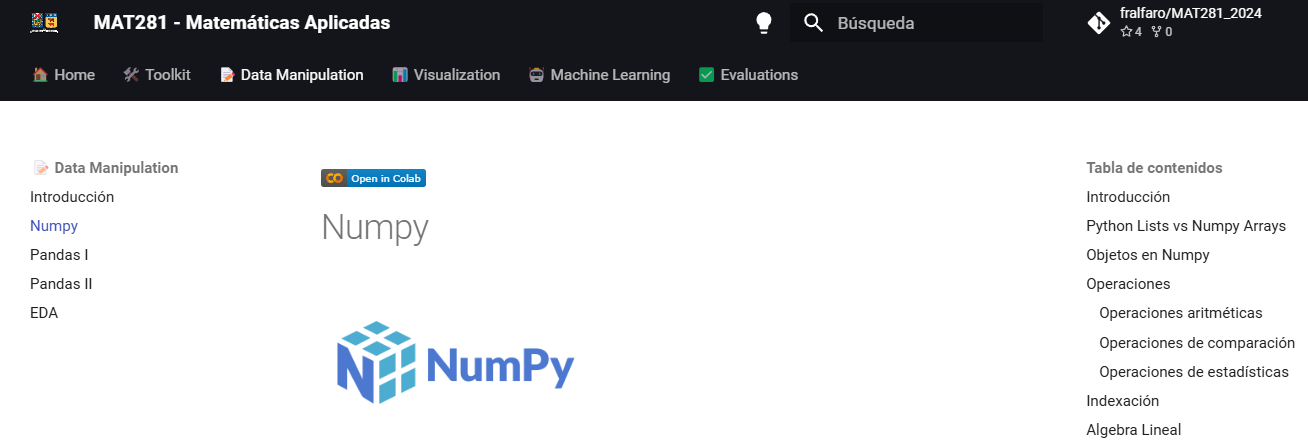 MAT281 - Matemáticas Aplicadas
Búsqueda
fralfaro/MAT281_2024
4 0
Home Toolkit Data Manipulation Visualization Machine Learning Evaluations
Data Manipulation
Introducción
Numpy
Pandas I
Pandas II
EDA
Open in Colab
Numpy
NumPy
Tabla de contenidos
Introducción
Python Lists vs Numpy Arrays
Objetos en Numpy
Operaciones
Operaciones aritméticas
Operaciones de comparación
Operaciones de estadísticas
Indexación
Algebra Lineal